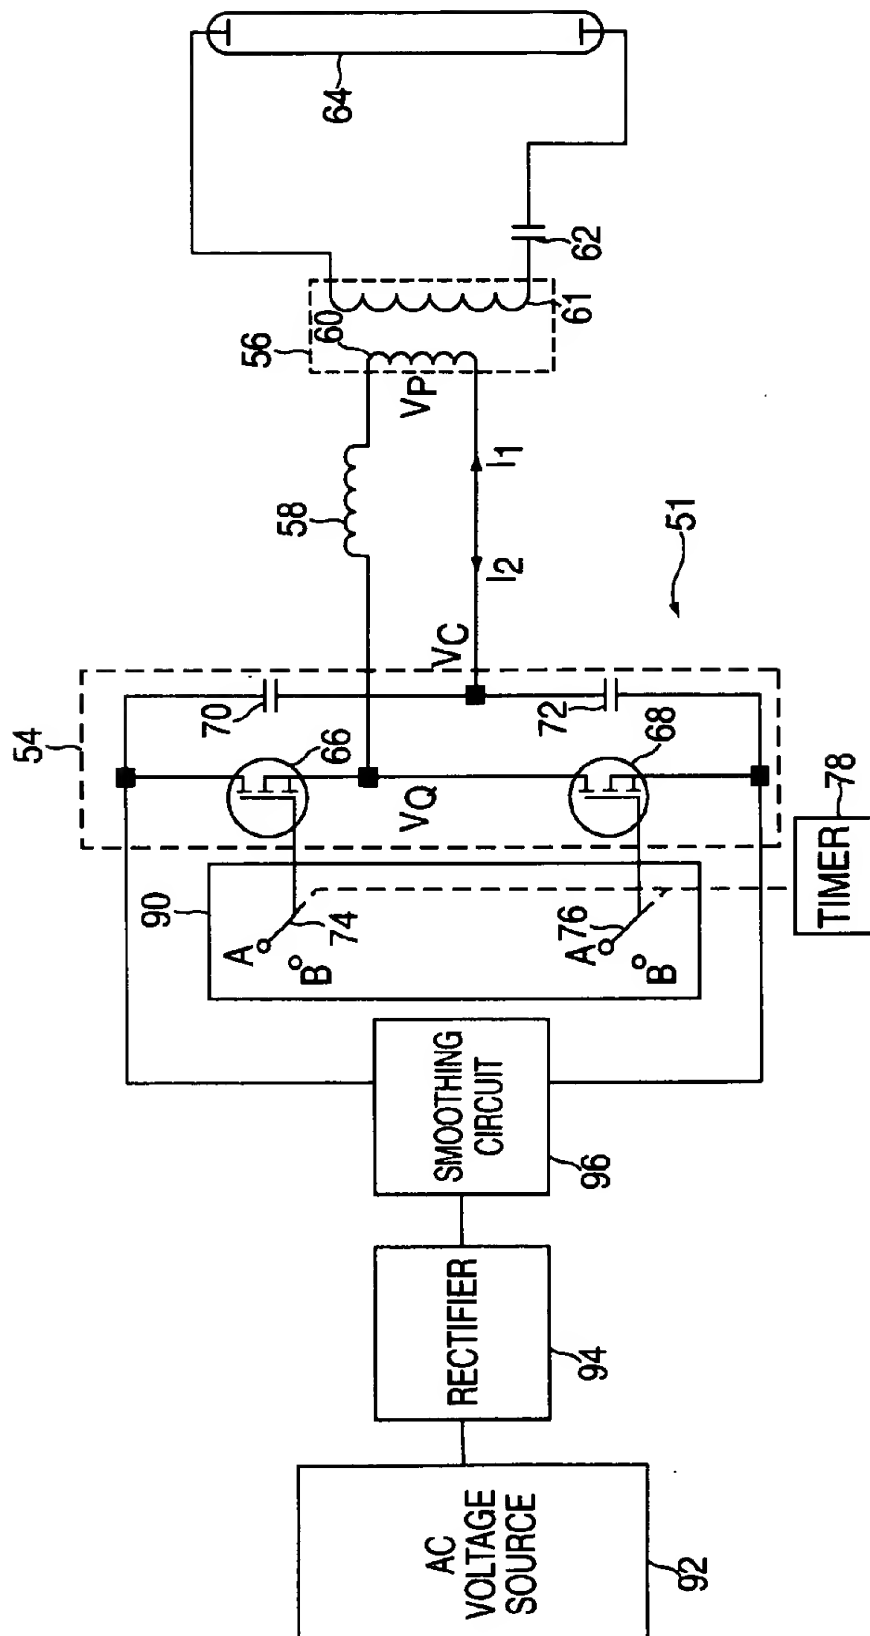 AC
VOLTAGE
SOURCE
92
RECTIFIER
94
SMOOTHING
CIRCUIT
96
90
A
B
74
A
B
76
TIMER
78
54
70
66
VQ
72
68
VC
51
I2
I1
58
VP
56
60
61
62
64